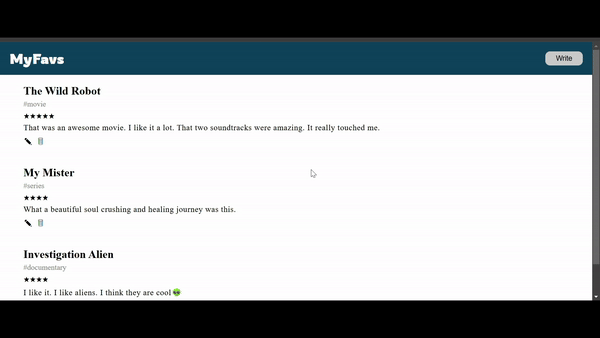 MyFavs
Write
The Wild Robot
#movie
★★★★★
That was an awesome movie. I like it a lot. That two soundtracks were amazing. It really touched me.
My Mister
#series
★★★★
What a beautiful soul crushing and healing journey was this.
Investigation Alien
#documentary
★★★★
I like it. I like aliens. I think they are cool👽